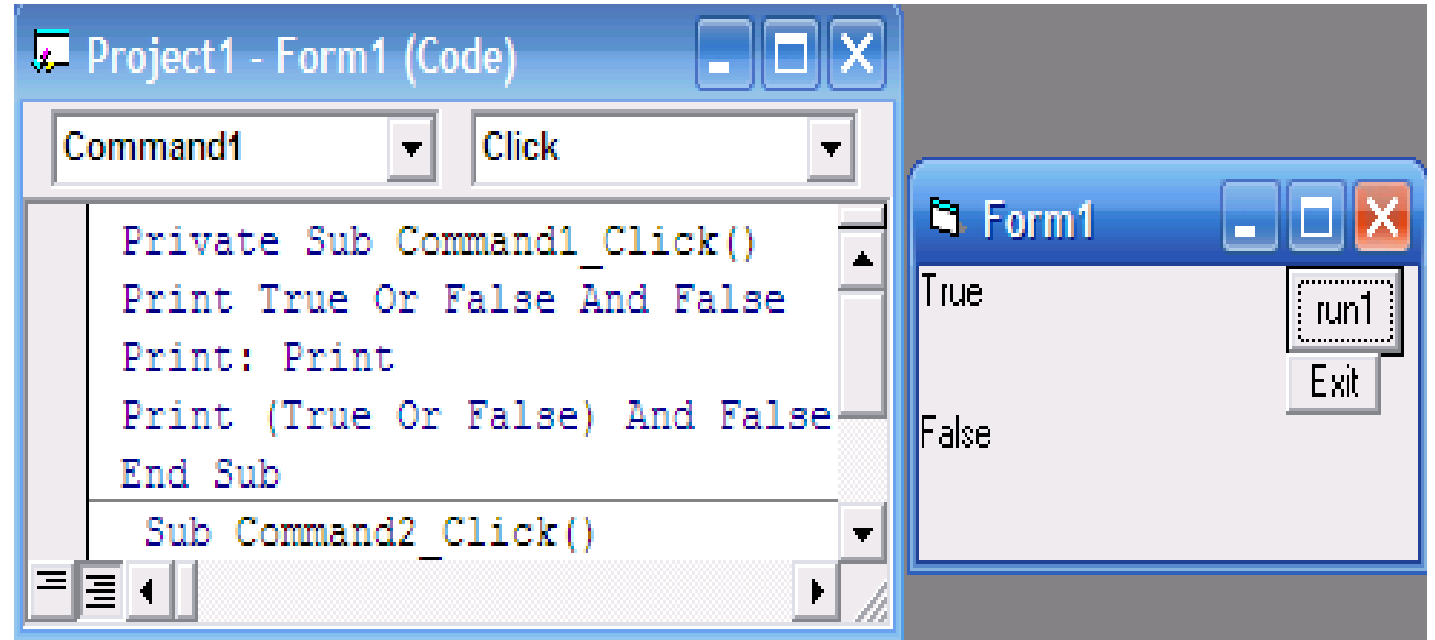 Project1 - Form1 (Code)
Command1 Click
Private Sub Command1_Click()
Print True Or False And False
Print: Print
Print (True Or False) And False
End Sub
Sub Command2_Click()
Form1
True
run1
Exit
False